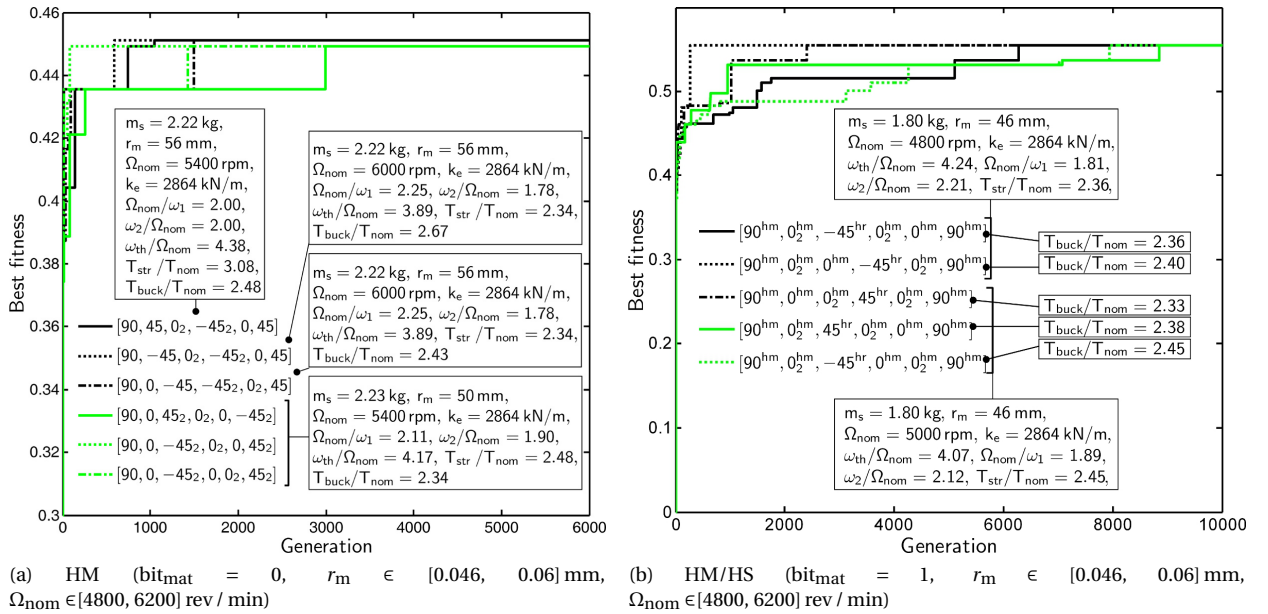 0.46
0.44
0.42
0.4
0.38
0.36
0.34
0.32
0.3
Best fitness
0 1000 2000 3000 4000 5000 6000
Generation
m_s = 2.22 kg,
r_m = 56 mm,
Ω_nom = 5400 rpm,
k_e = 2864 kN/m,
Ω_nom/ω_1 = 2.00,
ω_2/Ω_nom = 2.00,
ω_th/Ω_nom = 4.38,
T_str /T_nom = 3.08,
T_buck/T_nom = 2.48
m_s = 2.22 kg, r_m = 56 mm,
Ω_nom = 6000 rpm, k_e = 2864 kN/m,
Ω_nom/ω_1 = 2.25, ω_2/Ω_nom = 1.78,
ω_th/Ω_nom = 3.89, T_str /T_nom = 2.34,
T_buck/T_nom = 2.67
m_s = 2.22 kg, r_m = 56 mm,
Ω_nom = 6000 rpm, k_e = 2864 kN/m,
Ω_nom/ω_1 = 2.25, ω_2/Ω_nom = 1.78,
ω_th/Ω_nom = 3.89, T_str /T_nom = 2.34,
T_buck/T_nom = 2.43
m_s = 2.23 kg, r_m = 50 mm,
Ω_nom = 5400 rpm, k_e = 2864 kN/m,
Ω_nom/ω_1 = 2.11, ω_2/Ω_nom = 1.90,
ω_th/Ω_nom = 4.17, T_str /T_nom = 2.48,
T_buck/T_nom = 2.34
[90, 45, 0_2, −45_2, 0, 45]
[90, −45, 0_2, −45_2, 0, 45]
[90, 0, −45, −45_2, 0_2, 45]
[90, 0, 45_2, 0_2, 0, −45_2]
[90, 0, −45_2, 0_2, 0, 45_2]
[90, 0, −45_2, 0, 0_2, 45_2]
(a) HM (bit_mat = 0, r_m ∈ [0.046, 0.06] mm,
Ω_nom ∈[4800, 6200] rev / min)
0.5
0.4
0.3
0.2
0.1
0
Best fitness
0 2000 4000 6000 8000 10000
Generation
m_s = 1.80 kg, r_m = 46 mm,
Ω_nom = 4800 rpm, k_e = 2864 kN/m,
ω_th/Ω_nom = 4.24, Ω_nom/ω_1 = 1.81,
ω_2/Ω_nom = 2.21, T_str/T_nom = 2.36,
[90^hm, 0_2^hm, −45^hr, 0_2^hm, 0^hm, 90^hm]
T_buck/T_nom = 2.36
[90^hm, 0_2^hm, 0^hm, −45^hr, 0_2^hm, 90^hm]
T_buck/T_nom = 2.40
[90^hm, 0^hm, 0_2^hm, 45^hr, 0_2^hm, 90^hm]
T_buck/T_nom = 2.33
[90^hm, 0_2^hm, 45^hr, 0_2^hm, 0^hm, 90^hm]
T_buck/T_nom = 2.38
[90^hm, 0_2^hm, −45^hr, 0^hm, 0_2^hm, 90^hm]
T_buck/T_nom = 2.45
m_s = 1.80 kg, r_m = 46 mm,
Ω_nom = 5000 rpm, k_e = 2864 kN/m,
ω_th/Ω_nom = 4.07, Ω_nom/ω_1 = 1.89,
ω_2/Ω_nom = 2.12, T_str/T_nom = 2.45,
(b) HM/HS (bit_mat = 1, r_m ∈ [0.046, 0.06] mm,
Ω_nom ∈[4800, 6200] rev / min)